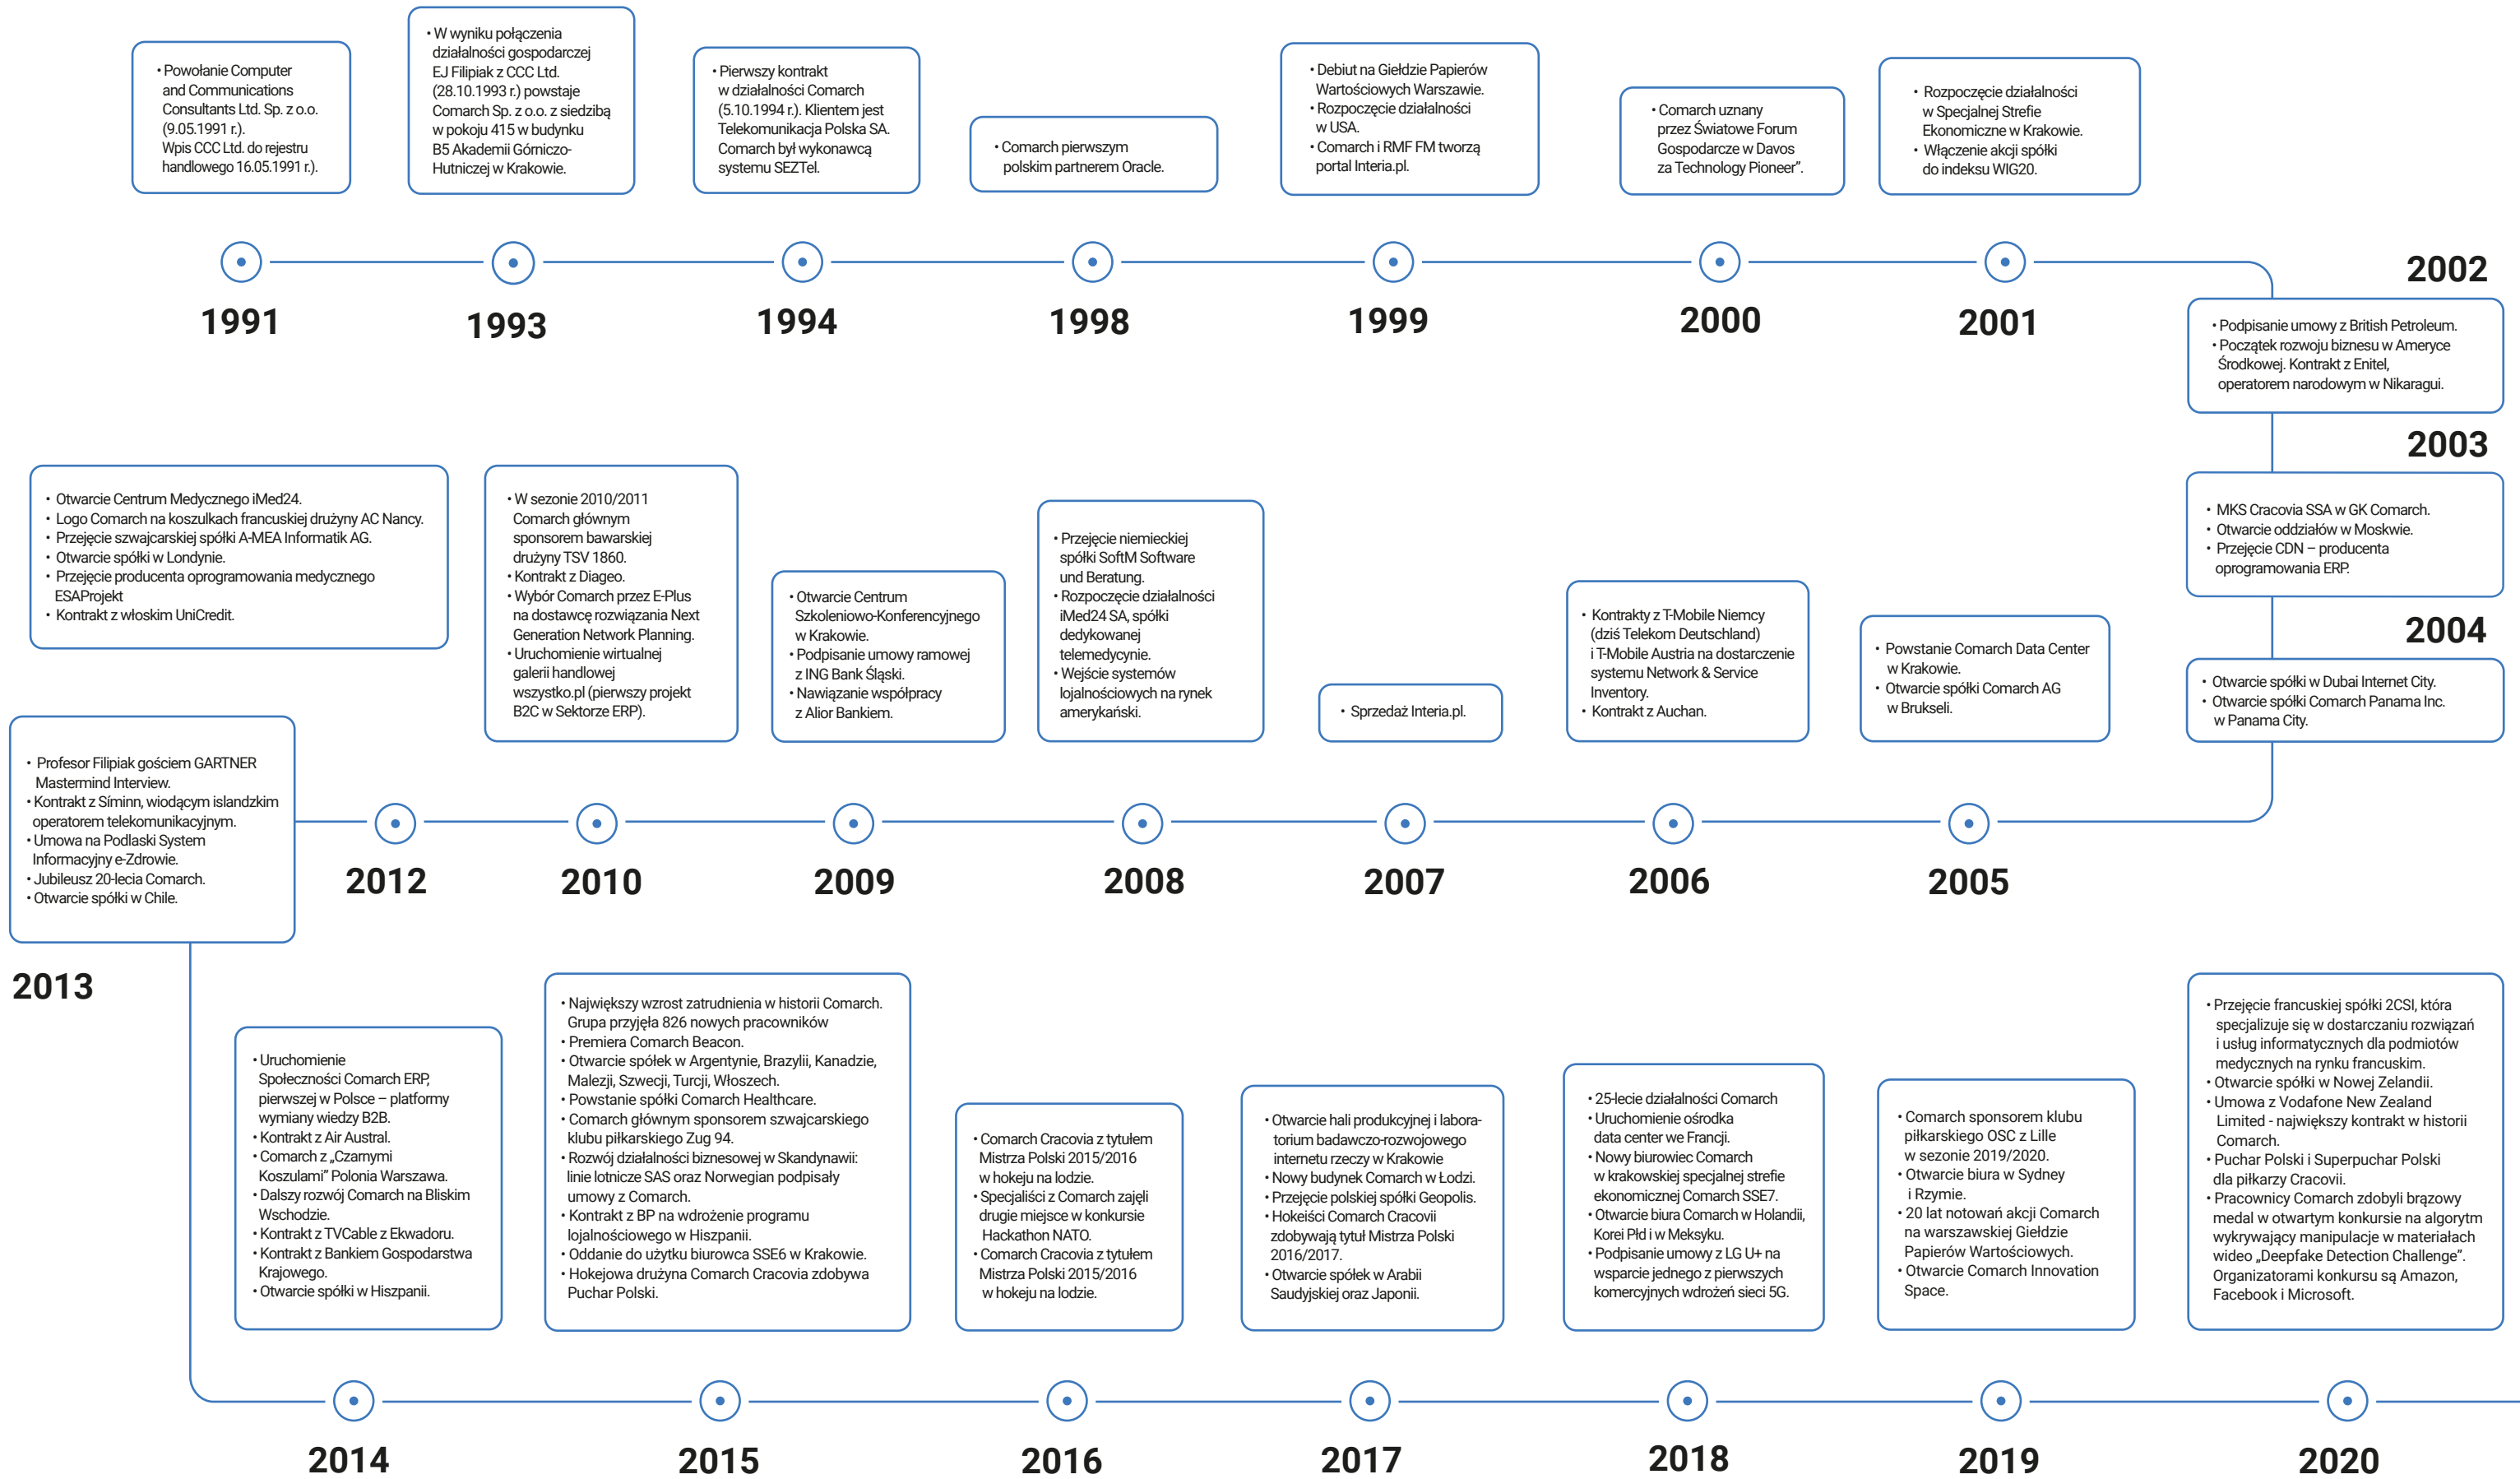 • Powołanie Computer
and Communications
Consultants Ltd. Sp. z o.o.
(9.05.1991 r.).
Wpis CCC Ltd. do rejestru
handlowego 16.05.1991 r.).
1991
• W wyniku połączenia
działalności gospodarczej
EJ Filipiak z CCC Ltd.
(28.10.1993 r.) powstaje
Comarch Sp. z o.o. z siedzibą
w pokoju 415 w budynku
B5 Akademii Górniczo-
Hutniczej w Krakowie.
1993
• Pierwszy kontrakt
w działalności Comarch
(5.10.1994 r.). Klientem jest
Telekomunikacja Polska SA.
Comarch był wykonawcą
systemu SEZTel.
1994
• Comarch pierwszym
polskim partnerem Oracle.
1998
• Debiut na Giełdzie Papierów
Wartościowych Warszawie.
• Rozpoczęcie działalności
w USA.
• Comarch i RMF FM tworzą
portal Interia.pl.
1999
• Comarch uznany
przez Światowe Forum
Gospodarcze w Davos
za Technology Pioneer”.
2000
• Rozpoczęcie działalności
w Specjalnej Strefie
Ekonomiczne w Krakowie.
• Włączenie akcji spółki
do indeksu WIG20.
2001
2002
• Podpisanie umowy z British Petroleum.
• Początek rozwoju biznesu w Ameryce
Środkowej. Kontrakt z Enitel,
operatorem narodowym w Nikaragui.
2003
• MKS Cracovia SSA w GK Comarch.
• Otwarcie oddziałów w Moskwie.
• Przejęcie CDN – producenta
oprogramowania ERP.
2004
• Otwarcie spółki w Dubai Internet City.
• Otwarcie spółki Comarch Panama Inc.
w Panama City.
• Powstanie Comarch Data Center
w Krakowie.
• Otwarcie spółki Comarch AG
w Brukseli.
2005
• Kontrakty z T-Mobile Niemcy
(dziś Telekom Deutschland)
i T-Mobile Austria na dostarczenie
systemu Network & Service
Inventory.
• Kontrakt z Auchan.
2006
• Sprzedaż Interia.pl.
2007
• Przejęcie niemieckiej
spółki SoftM Software
und Beratung.
• Rozpoczęcie działalności
iMed24 SA, spółki
dedykowanej
telemedycynie.
• Wejście systemów
lojalnościowych na rynek
amerykański.
2008
• Otwarcie Centrum
Szkoleniowo-Konferencyjnego
w Krakowie.
• Podpisanie umowy ramowej
z ING Bank Śląski.
• Nawiązanie współpracy
z Alior Bankiem.
2009
• W sezonie 2010/2011
Comarch głównym
sponsorem bawarskiej
drużyny TSV 1860.
• Kontrakt z Diageo.
• Wybór Comarch przez E-Plus
na dostawcę rozwiązania Next
Generation Network Planning.
• Uruchomienie wirtualnej
galerii handlowej
wszystko.pl (pierwszy projekt
B2C w Sektorze ERP).
2010
• Otwarcie Centrum Medycznego iMed24.
• Logo Comarch na koszulkach francuskiej drużyny AC Nancy.
• Przejęcie szwajcarskiej spółki A-MEA Informatik AG.
• Otwarcie spółki w Londynie.
• Przejęcie producenta oprogramowania medycznego
ESAProjekt
• Kontrakt z włoskim UniCredit.
2012
• Profesor Filipiak gościem GARTNER
Mastermind Interview.
• Kontrakt z Síminn, wiodącym islandzkim
operatorem telekomunikacyjnym.
• Umowa na Podlaski System
Informacyjny e-Zdrowie.
• Jubileusz 20-lecia Comarch.
• Otwarcie spółki w Chile.
2013
• Uruchomienie
Społeczności Comarch ERP,
pierwszej w Polsce – platformy
wymiany wiedzy B2B.
• Kontrakt z Air Austral.
• Comarch z „Czarnymi
Koszulami” Polonia Warszawa.
• Dalszy rozwój Comarch na Bliskim
Wschodzie.
• Kontrakt z TVCable z Ekwadoru.
• Kontrakt z Bankiem Gospodarstwa
Krajowego.
• Otwarcie spółki w Hiszpanii.
2014
• Największy wzrost zatrudnienia w historii Comarch.
Grupa przyjęła 826 nowych pracowników
• Premiera Comarch Beacon.
• Otwarcie spółek w Argentynie, Brazylii, Kanadzie,
Malezji, Szwecji, Turcji, Włoszech.
• Powstanie spółki Comarch Healthcare.
• Comarch głównym sponsorem szwajcarskiego
klubu piłkarskiego Zug 94.
• Rozwój działalności biznesowej w Skandynawii:
linie lotnicze SAS oraz Norwegian podpisały
umowy z Comarch.
• Kontrakt z BP na wdrożenie programu
lojalnościowego w Hiszpanii.
• Oddanie do użytku biurowca SSE6 w Krakowie.
• Hokejowa drużyna Comarch Cracovia zdobywa
Puchar Polski.
2015
• Comarch Cracovia z tytułem
Mistrza Polski 2015/2016
w hokeju na lodzie.
• Specjaliści z Comarch zajęli
drugie miejsce w konkursie
Hackathon NATO.
• Comarch Cracovia z tytułem
Mistrza Polski 2015/2016
w hokeju na lodzie.
2016
• Otwarcie hali produkcyjnej i labora-
torium badawczo-rozwojowego
internetu rzeczy w Krakowie
• Nowy budynek Comarch w Łodzi.
• Przejęcie polskiej spółki Geopolis.
• Hokeiści Comarch Cracovii
zdobywają tytuł Mistrza Polski
2016/2017.
• Otwarcie spółek w Arabii
Saudyjskiej oraz Japonii.
2017
• 25-lecie działalności Comarch
• Uruchomienie ośrodka
data center we Francji.
• Nowy biurowiec Comarch
w krakowskiej specjalnej strefie
ekonomicznej Comarch SSE7.
• Otwarcie biura Comarch w Holandii,
Korei Płd i w Meksyku.
• Podpisanie umowy z LG U+ na
wsparcie jednego z pierwszych
komercyjnych wdrożeń sieci 5G.
2018
• Comarch sponsorem klubu
piłkarskiego OSC z Lille
w sezonie 2019/2020.
• Otwarcie biura w Sydney
i Rzymie.
• 20 lat notowań akcji Comarch
na warszawskiej Giełdzie
Papierów Wartościowych.
• Otwarcie Comarch Innovation
Space.
2019
• Przejęcie francuskiej spółki 2CSI, która
specjalizuje się w dostarczaniu rozwiązań
i usług informatycznych dla podmiotów
medycznych na rynku francuskim.
• Otwarcie spółki w Nowej Zelandii.
• Umowa z Vodafone New Zealand
Limited - największy kontrakt w historii
Comarch.
• Puchar Polski i Superpuchar Polski
dla piłkarzy Cracovii.
• Pracownicy Comarch zdobyli brązowy
medal w otwartym konkursie na algorytm
wykrywający manipulacje w materiałach
wideo „Deepfake Detection Challenge”.
Organizatorami konkursu są Amazon,
Facebook i Microsoft.
2020